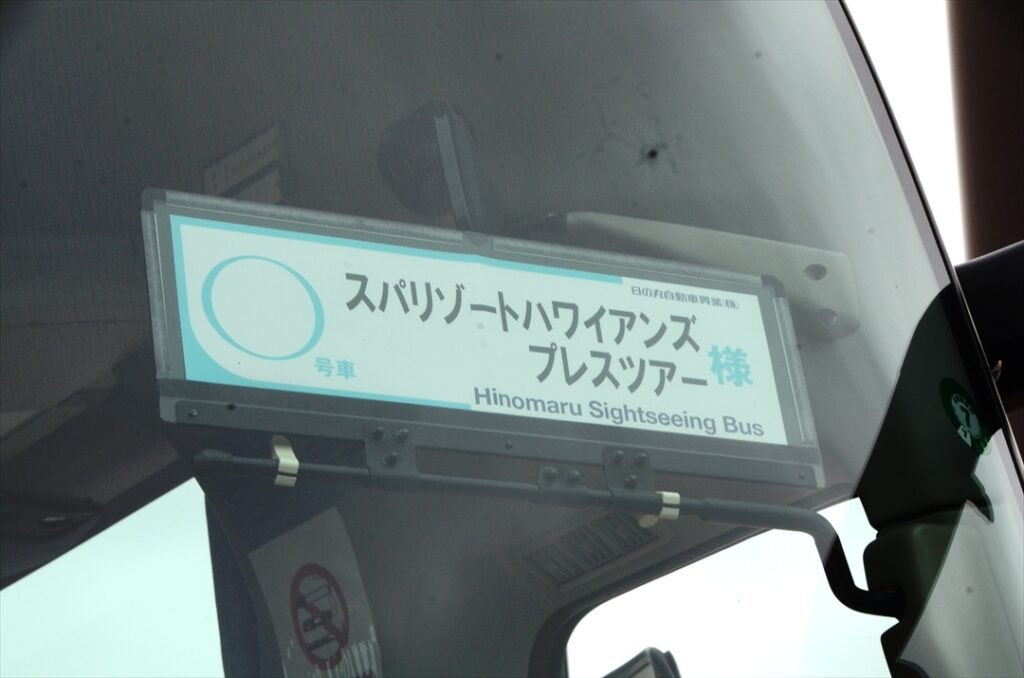 日の丸自動車興業(株)
スパリゾートハワイアンズ
プレスツアー様
号車
Hinomaru Sightseeing Bus